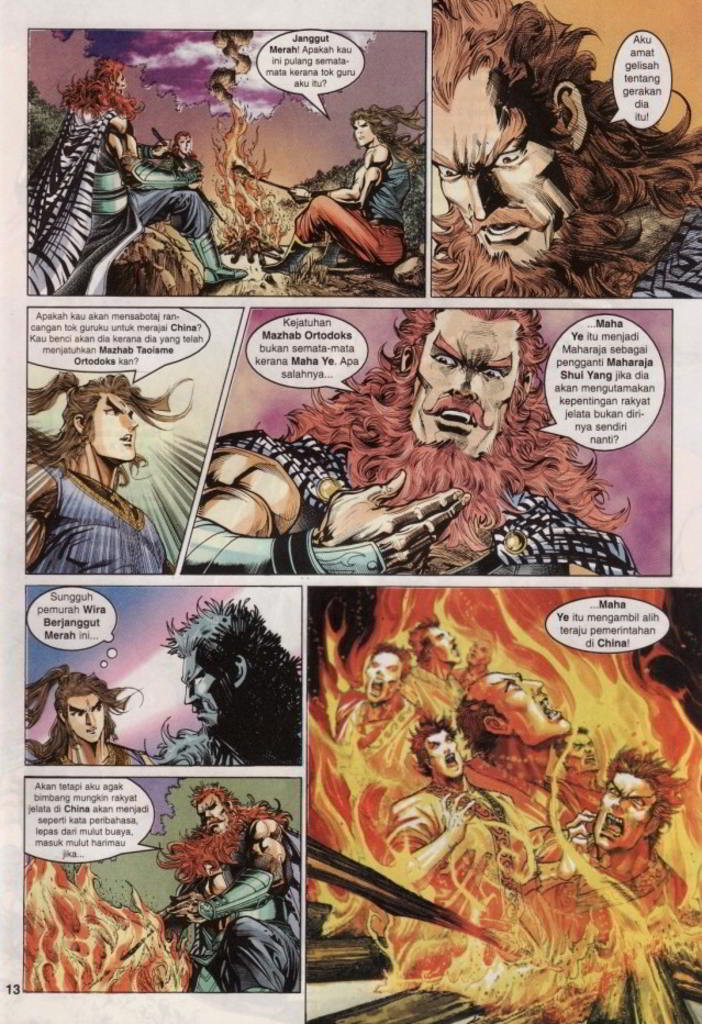 Janggut
Merah! Apakah kau
ini pulang semata-
mata kerana tok guru
aku itu?
Aku
amat
gelisah
tentang
gerakan
dia
itu!
Apakah kau akan mensabotaj ran-
cangan tok guruku untuk merajai China?
Kau benci akan dia kerana dia yang telah
menjatuhkan Mazhab Taoisme
Ortodoks kan?
Kejatuhan
Mazhab Ortodoks
bukan semata-mata
kerana Maha Ye. Apa
salahnya...
...Maha
Ye itu menjadi
Maharaja sebagai
pengganti Maharaja
Shui Yang jika dia
akan mengutamakan
kepentingan rakyat
jelata bukan diri-
nya sendiri
nanti?
Sungguh
pemurah Wira
Berjanggut
Merah ini...
Akan tetapi aku agak
bimbang mungkin rakyat
jelata di China akan menjadi
seperti kata peribahasa,
lepas dari mulut buaya,
masuk mulut harimau
jika...
...Maha
Ye itu mengambil alih
teraju pemerintahan
di China!
13